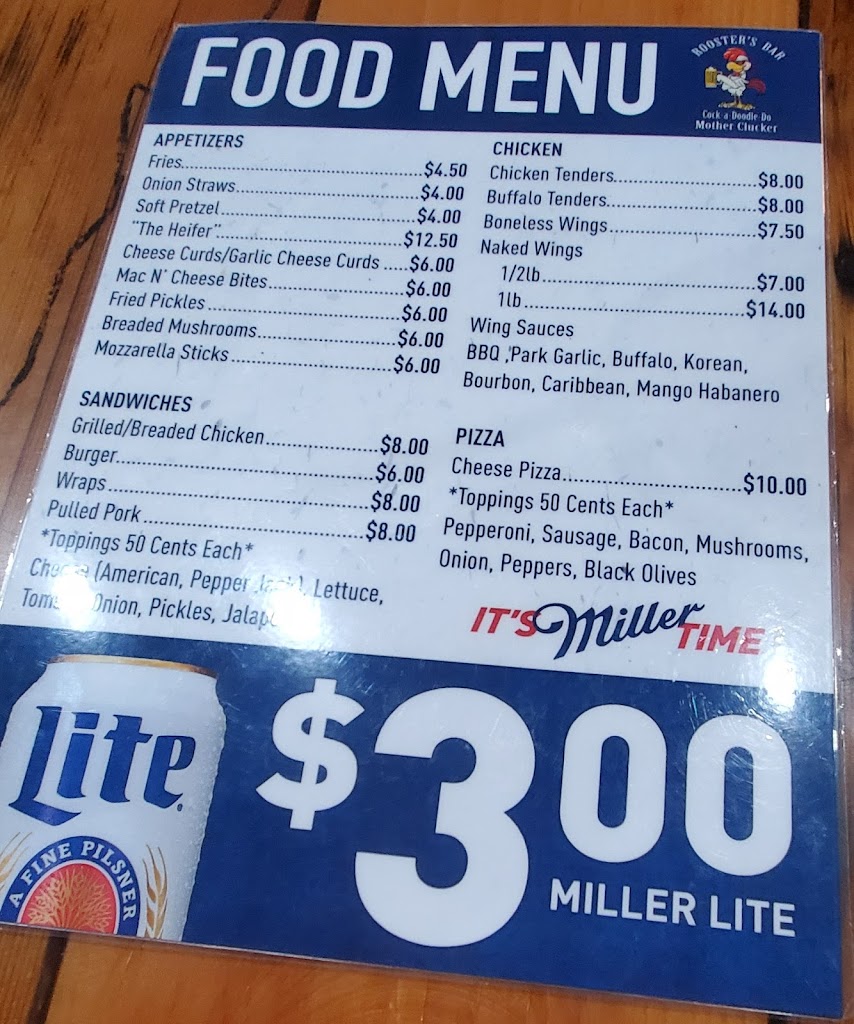 FOOD MENU
ROOSTER'S BAR
Cock-a-Doodle-Do
Mother Clucker
APPETIZERS
Fries $4.50
Onion Straws $4.00
Soft Pretzel $4.00
"The Heifer" $12.50
Cheese Curds/Garlic Cheese Curds $6.00
Mac N' Cheese Bites $6.00
Fried Pickles $6.00
Breaded Mushrooms $6.00
Mozzarella Sticks $6.00
SANDWICHES
Grilled/Breaded Chicken $8.00
Burger $6.00
Wraps $8.00
Pulled Pork $8.00
*Toppings 50 Cents Each*
(American, Pepper Lettuce,
Onion, Pickles,
CHICKEN
Chicken Tenders $8.00
Buffalo Tenders $8.00
Boneless Wings $7.50
Naked Wings
1/2lb $7.00
1lb $14.00
Wing Sauces
BBQ ,Park Garlic, Buffalo, Korean,
Bourbon, Caribbean, Mango Habanero
PIZZA
Cheese Pizza $10.00
*Toppings 50 Cents Each*
Pepperoni, Sausage, Bacon, Mushrooms,
Onion, Peppers, Black Olives
IT'S Miller TIME
Lite
A FINE PILSNER
$3.00
MILLER LITE